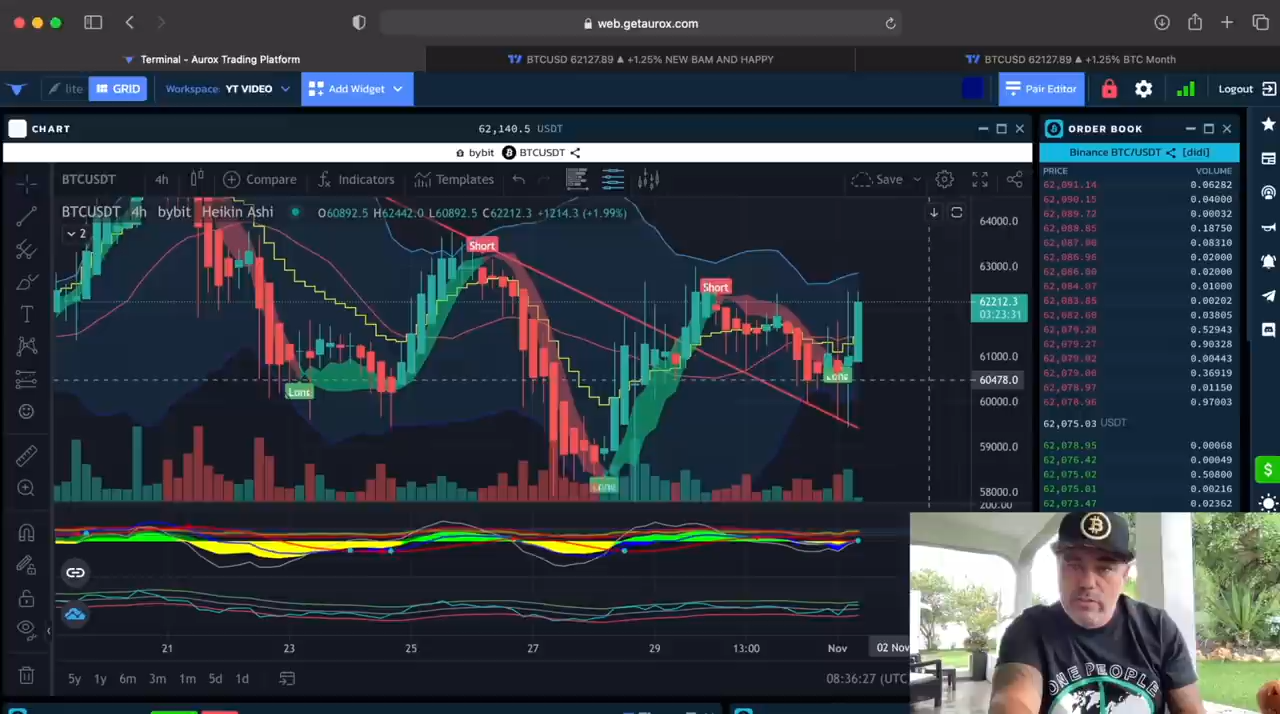 web.getaurox.com
Terminal - Aurox Trading Platform
BTCUSD 62127.89 ▲ +1.25% NEW BAM AND HAPPY
BTCUSD 62127.89 ▲ +1.25% BTC Month
lite
GRID
Workspace: YT VIDEO
Add Widget
Pair Editor
Logout
CHART
62,140.5 USDT
bybit BTCUSDT
BTCUSDT 4h
Compare
Indicators
Templates
Save
BTCUSDT 4h bybit Heikin Ashi
O60892.5 H62442.0 L60892.5 C62212.3 +1214.3 (+1.99%)
2
Short
Short
Long
Long
Long
64000.0
63000.0
62212.3
03:23:31
61000.0
60478.0
60000.0
59000.0
58000.0
200.00
21
23
25
27
29
13:00
Nov
02 Nov
5y 1y 6m 3m 1m 5d 1d
08:36:27 (UTC
ORDER BOOK
Binance BTC/USDT [didi]
PRICE VOLUME
62,091.14 0.06282
62,090.15 0.04000
62,089.72 0.00032
62,088.85 0.18750
62,087.00 0.08310
62,086.96 0.02000
62,086.00 0.02000
62,084.07 0.01000
62,083.85 0.00202
62,082.69 0.03805
62,079.28 0.52943
62,079.27 0.90328
62,079.02 0.00443
62,079.00 0.36919
62,078.97 0.01150
62,078.96 0.97003
62,075.03 USDT
62,078.95 0.00068
62,076.42 0.00049
62,075.02 0.50800
62,075.01 0.00216
62,073.47 0.02362
ONE PEOPLE